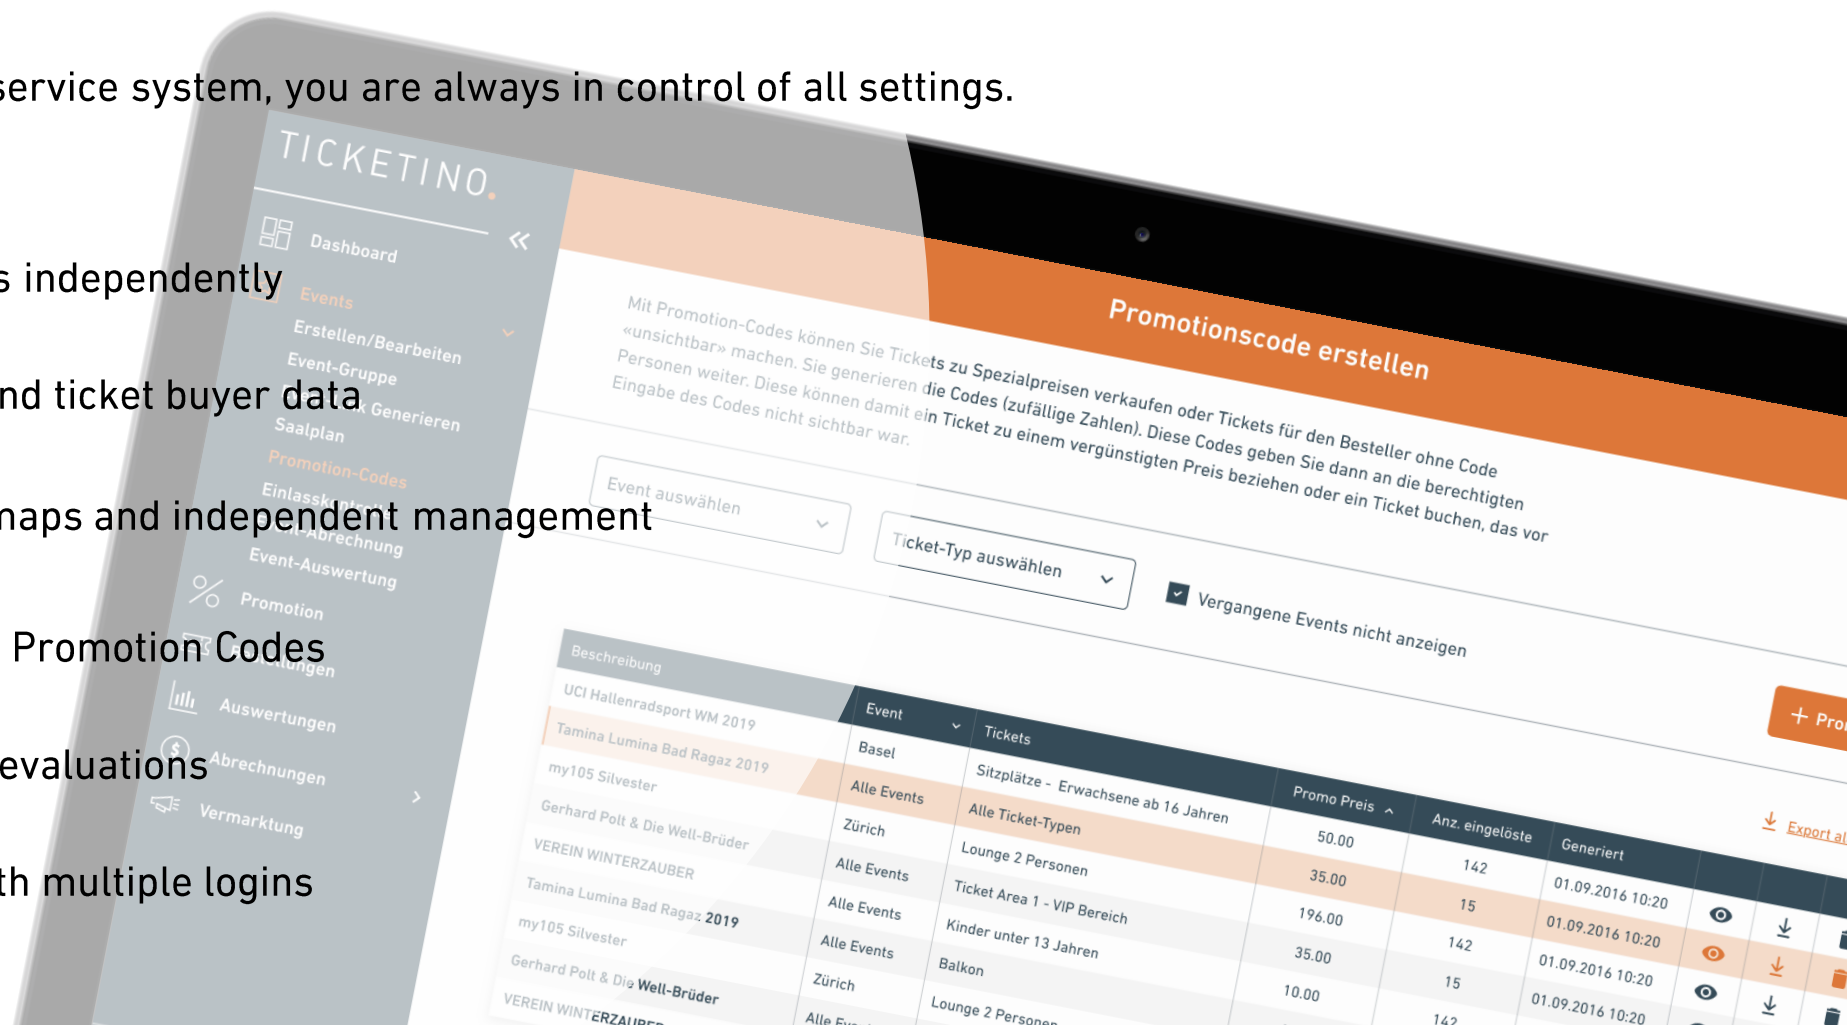 service system, you are always in control of all settings.
s independently
nd ticket buyer data
maps and independent management
Promotion Codes
evaluations
th multiple logins
TICKETINO.
Dashboard
Events
Erstellen/Bearbeiten
Event-Gruppe
Generieren
Saalplan
Promotion-Codes
Event-Auswertung
Promotion
Auswertungen
Abrechnungen
Vermarktung
Promotionscode erstellen
Mit Promotion-Codes können Sie Tickets zu Spezialpreisen verkaufen oder Tickets für den Besteller ohne Code
«unsichtbar» machen. Sie generieren die Codes (zufällige Zahlen). Diese Codes geben Sie dann an die berechtigten
Personen weiter. Diese können damit ein Ticket zu einem vergünstigten Preis beziehen oder ein Ticket buchen, das vor
Eingabe des Codes nicht sichtbar war.
Event auswählen
Ticket-Typ auswählen
Vergangene Events nicht anzeigen
+ Pro
Export al
Beschreibung Event Tickets Promo Preis Anz. eingelöste Generiert
UCI Hallenradsport WM 2019 Basel Sitzplätze - Erwachsene ab 16 Jahren 50.00 142 01.09.2016 10:20
Tamina Lumina Bad Ragaz 2019 Alle Events Alle Ticket-Typen 35.00 15 01.09.2016 10:20
my105 Silvester Zürich Lounge 2 Personen 196.00 142 01.09.2016 10:20
Gerhard Polt & Die Well-Brüder Alle Events Ticket Area 1 - VIP Bereich 35.00 15 01.09.2016 10:20
VEREIN WINTERZAUBER Alle Events Kinder unter 13 Jahren 10.00 142
Tamina Lumina Bad Ragaz 2019 Alle Events Balkon
my105 Silvester Zürich Lounge 2 Personen
Gerhard Polt & Die Well-Brüder Alle
VEREIN WINTERZAUBER